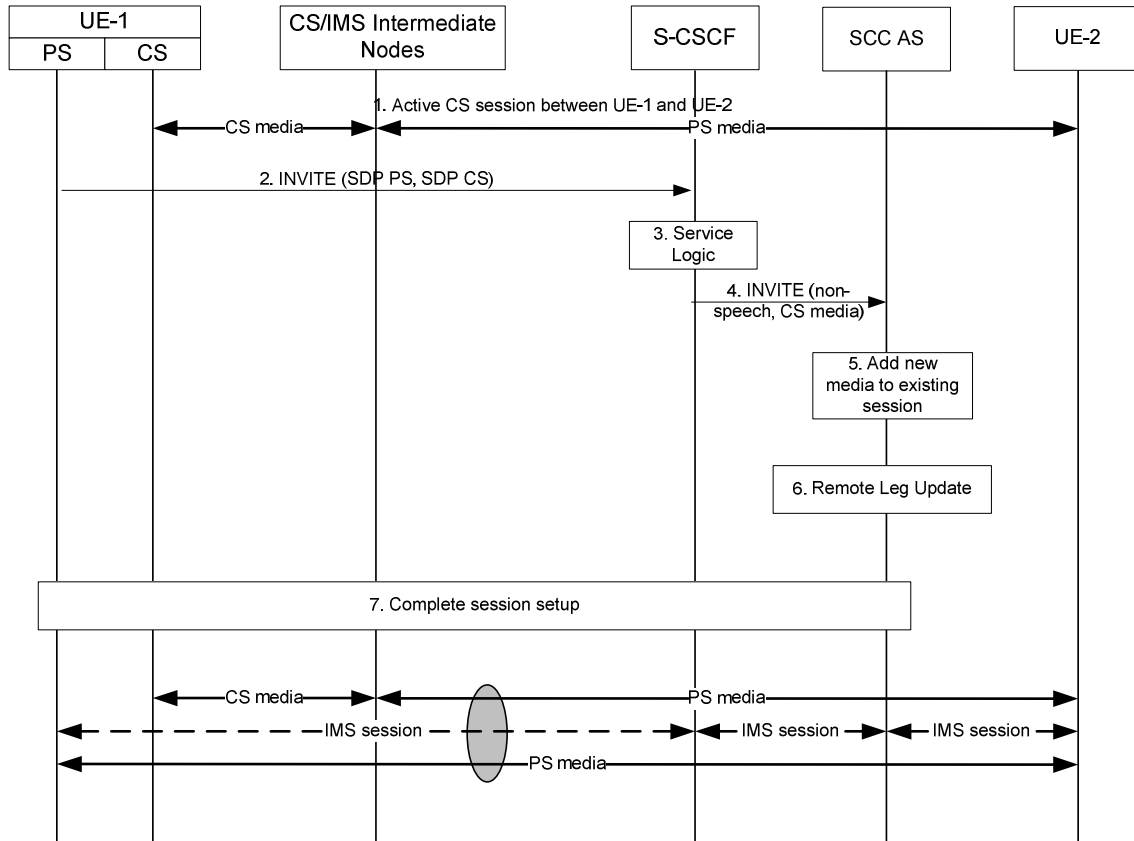 UE-1
PS
CS
CS/IMS Intermediate
Nodes
S-CSCF
SCC AS
UE-2
1. Active CS session between UE-1 and UE-2
CS media
PS media
2. INVITE (SDP PS, SDP CS)
3. Service
Logic
4. INVITE (non-
speech, CS media)
5. Add new
media to existing
session
6. Remote Leg Update
7. Complete session setup
CS media
PS media
IMS session
IMS session
IMS session
PS media